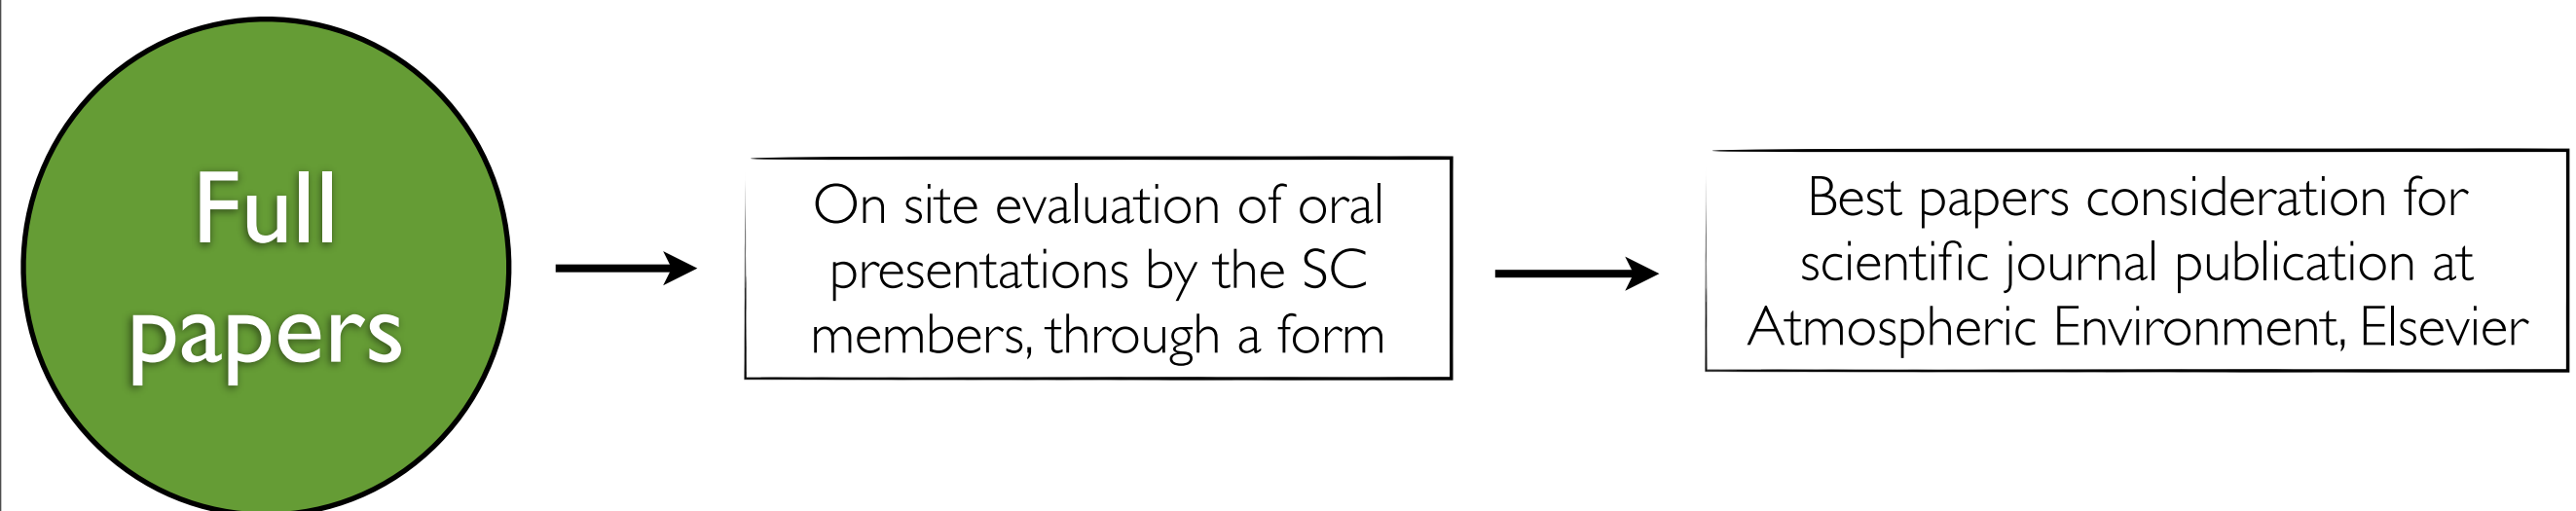 Full
papers
On site evaluation of oral
presentations by the SC
members, through a form
Best papers consideration for
scientific journal publication at
Atmospheric Environment, Elsevier